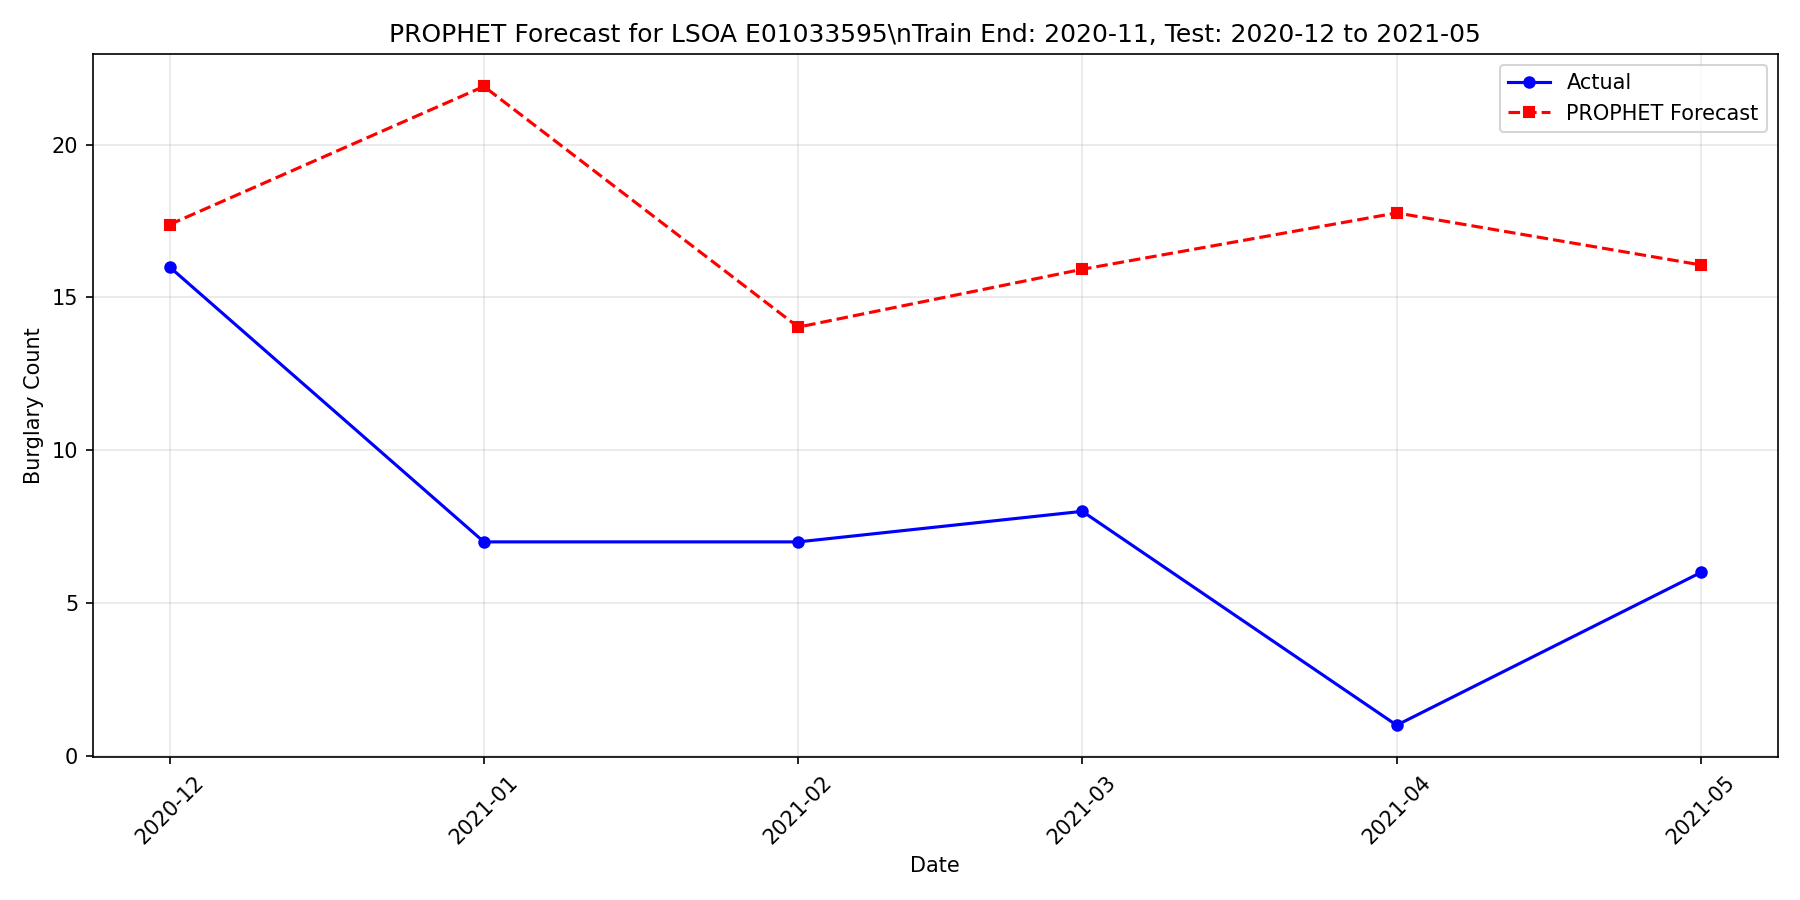 PROPHET Forecast for LSOA E01033595\nTrain End: 2020-11, Test: 2020-12 to 2021-05
Actual
PROPHET Forecast
Burglary Count
20
15
10
5
0
2020-12
2021-01
2021-02
2021-03
2021-04
2021-05
Date